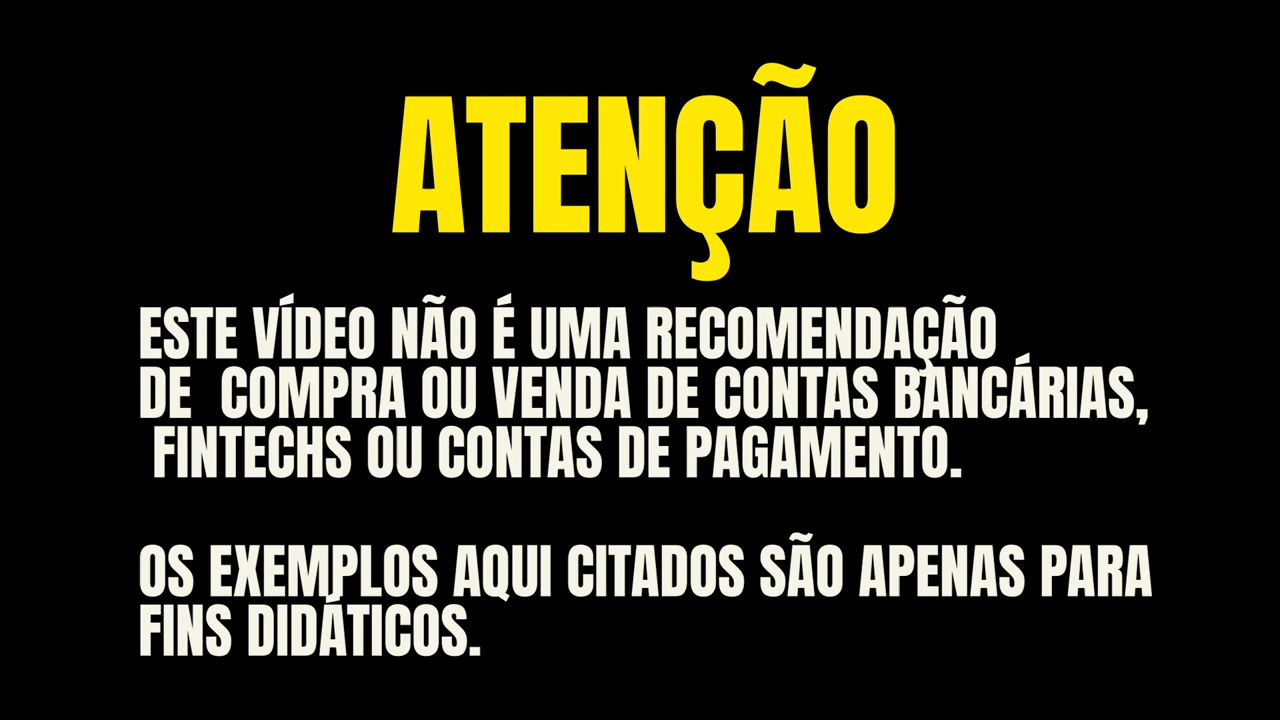 ATENÇÃO
ESTE VÍDEO NÃO É UMA RECOMENDAÇÃO
DE COMPRA OU VENDA DE CONTAS BANCÁRIAS,
FINTECHS OU CONTAS DE PAGAMENTO.
OS EXEMPLOS AQUI CITADOS SÃO APENAS PARA
FINS DIDÁTICOS.